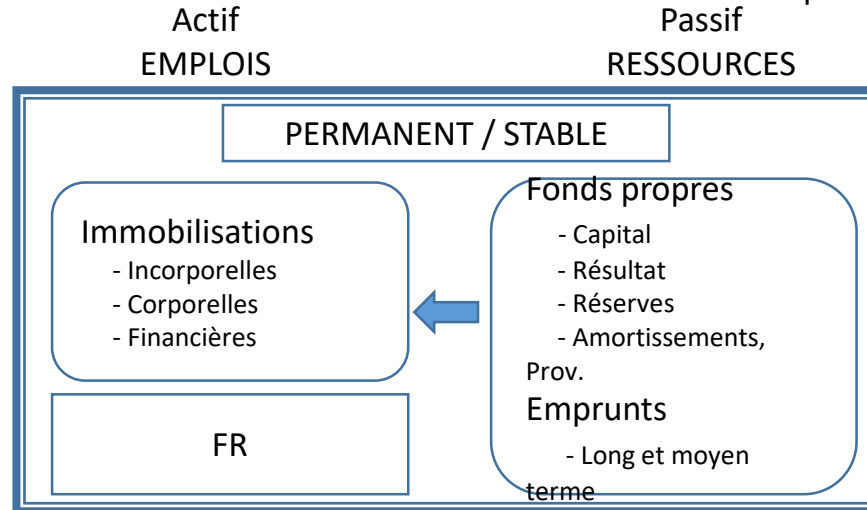 Actif
EMPLOIS
Passif
RESSOURCES
PERMANENT / STABLE
Immobilisations
- Incorporelles
- Corporelles
- Financières
FR
Fonds propres
- Capital
- Résultat
- Réserves
- Amortissements,
Prov.
Emprunts
- Long et moyen
terme